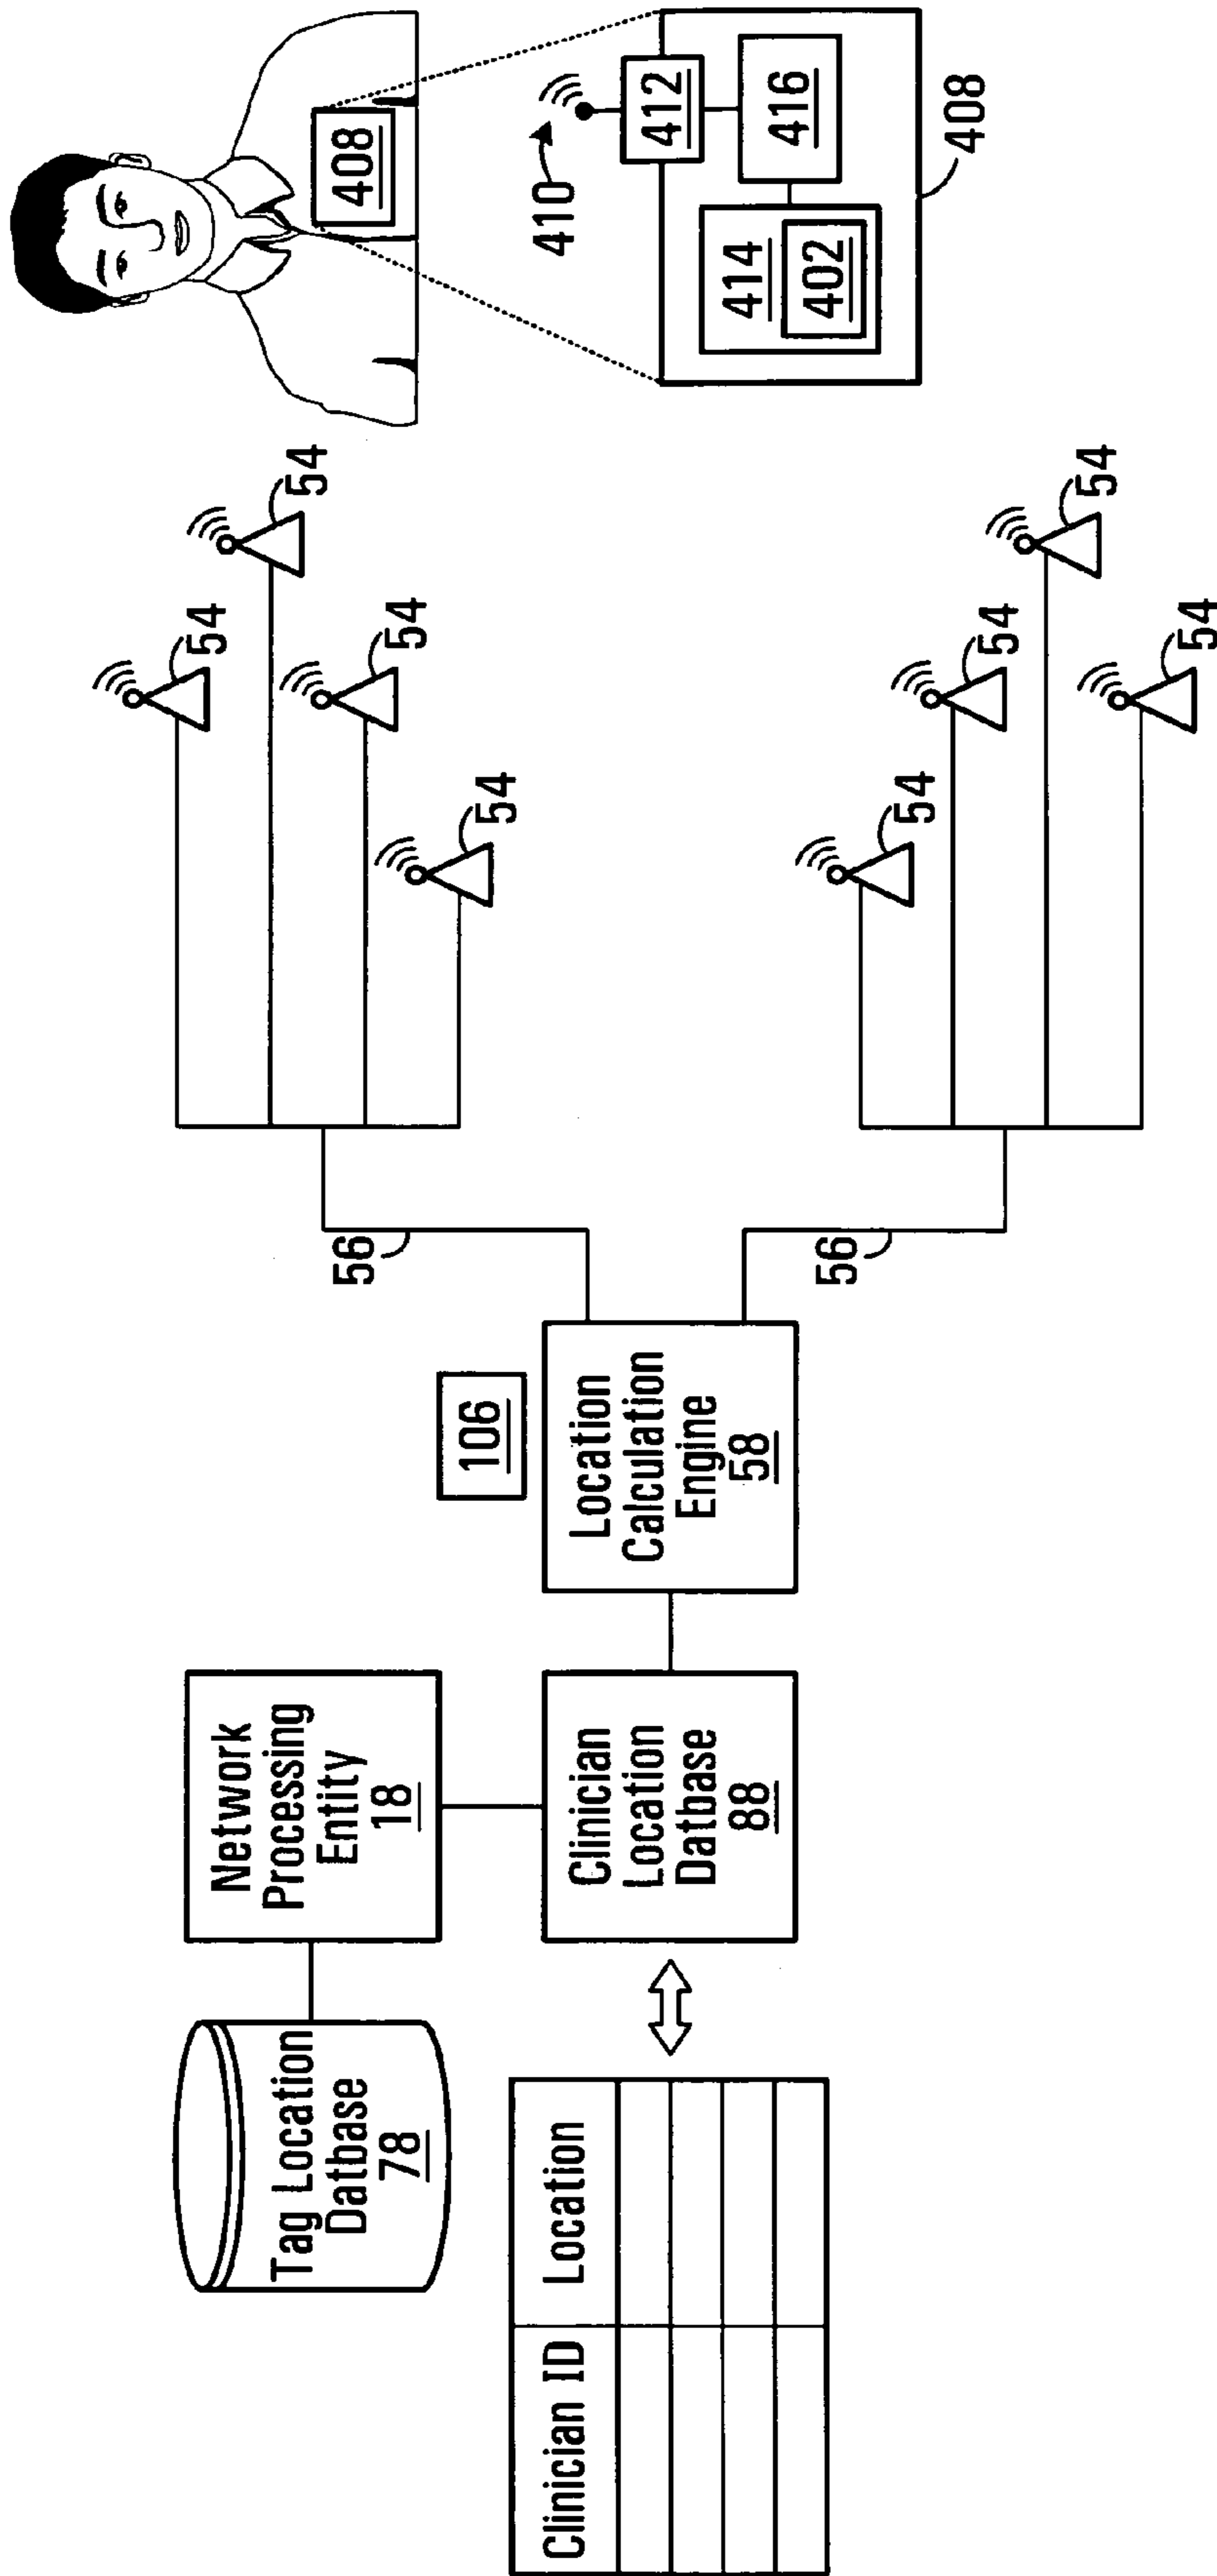 Tag Location
Datbase
78
Network
Processing
Entity
18
Clinician ID
Location
Clinician
Location
Datbase
88
106
Location
Calculation
Engine
58
56
56
54
54
54
54
54
54
54
54
408
410
412
414
402
416
408